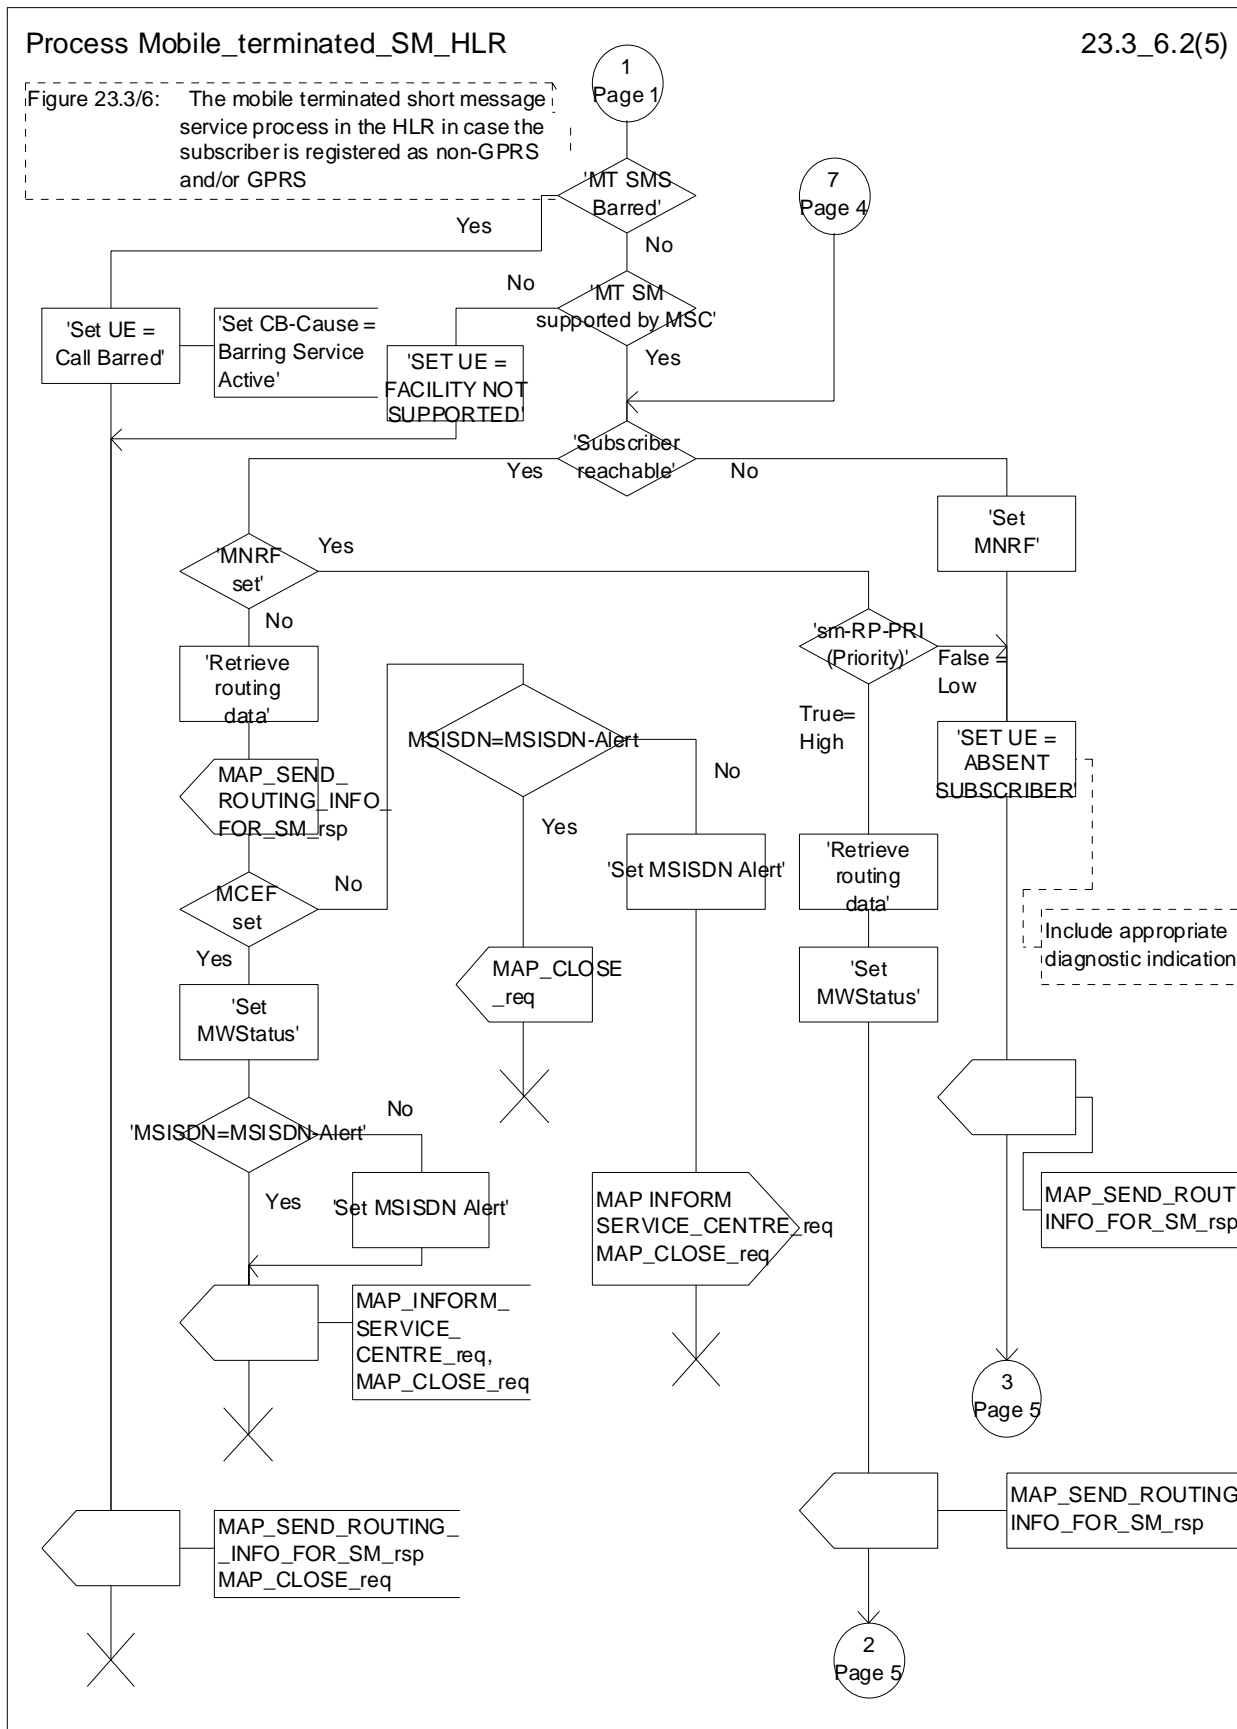 Process Mobile_terminated_SM_HLR
23.3_6.2(5)
Figure 23.3/6: The mobile terminated short message
service process in the HLR in case the
subscriber is registered as non-GPRS
and/or GPRS
1
Page 1
'MT SMS
Barred'
7
Page 4
Yes
No
No
'MT SM
supported by MSC'
'Set UE =
Call Barred'
'Set CB-Cause =
Barring Service
Active'
'SET UE =
FACILITY NOT
SUPPORTED'
Yes
'Subscriber
reachable'
Yes
No
'Set
MNRF'
'MNRF
set'
Yes
No
'sm-RP-PRI
(Priority)'
False =
Low
True=
High
'Retrieve
routing
data'
MSISDN=MSISDN-Alert
'SET UE =
ABSENT
SUBSCRIBER'
MAP_SEND_
ROUTING_INFO_
FOR_SM_rsp
No
Yes
'Set MSISDN Alert'
'Retrieve
routing
data'
MCEF
set
No
Yes
Include appropriate
diagnostic indication
MAP_CLOSE
_req
'Set
MWStatus'
'Set
MWStatus'
'MSISDN=MSISDN-Alert'
No
Yes
'Set MSISDN Alert'
MAP INFORM
SERVICE_CENTRE_req
MAP_CLOSE_req
MAP_SEND_ROUTI
INFO_FOR_SM_rsp
MAP_INFORM_
SERVICE_
CENTRE_req,
MAP_CLOSE_req
3
Page 5
MAP_SEND_ROUTING_
_INFO_FOR_SM_rsp
MAP_CLOSE_req
MAP_SEND_ROUTING
INFO_FOR_SM_rsp
2
Page 5